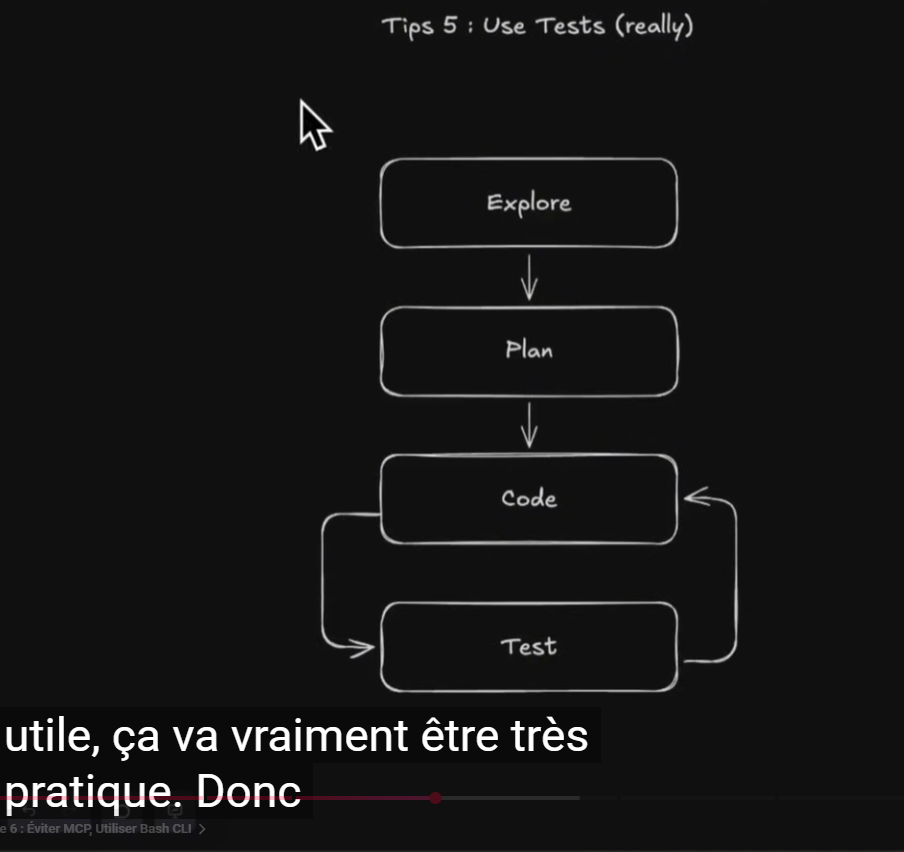 Tips 5 : Use Tests (really)
Explore
Plan
Code
Test
utile, ça va vraiment être très
pratique. Donc
e 6 : Éviter MCP, Utiliser Bash CLI